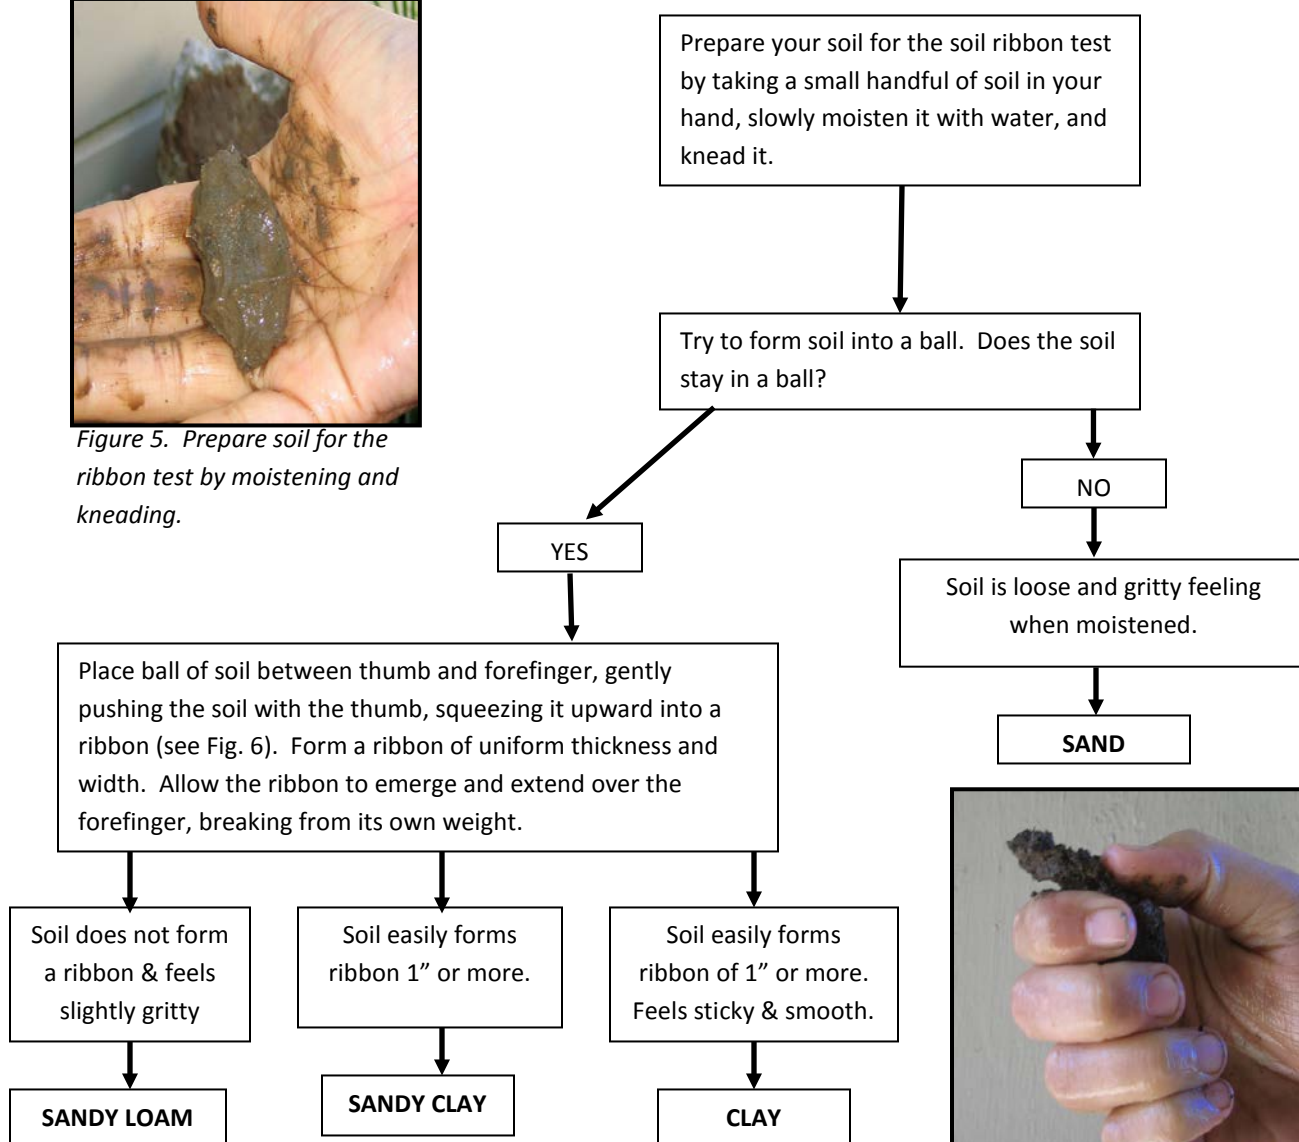 Prepare your soil for the soil ribbon test
by taking a small handful of soil in your
hand, slowly moisten it with water, and
knead it.
Figure 5.  Prepare soil for the
ribbon test by moistening and
kneading.
Try to form soil into a ball.  Does the soil
stay in a ball?
YES
NO
Soil is loose and gritty feeling
when moistened.
SAND
Place ball of soil between thumb and forefinger, gently
pushing the soil with the thumb, squeezing it upward into a
ribbon (see Fig. 6).  Form a ribbon of uniform thickness and
width.  Allow the ribbon to emerge and extend over the
forefinger, breaking from its own weight.
Soil does not form
a ribbon & feels
slightly gritty
Soil easily forms
ribbon 1” or more.
Soil easily forms
ribbon of 1” or more.
Feels sticky & smooth.
SANDY LOAM
SANDY CLAY
CLAY